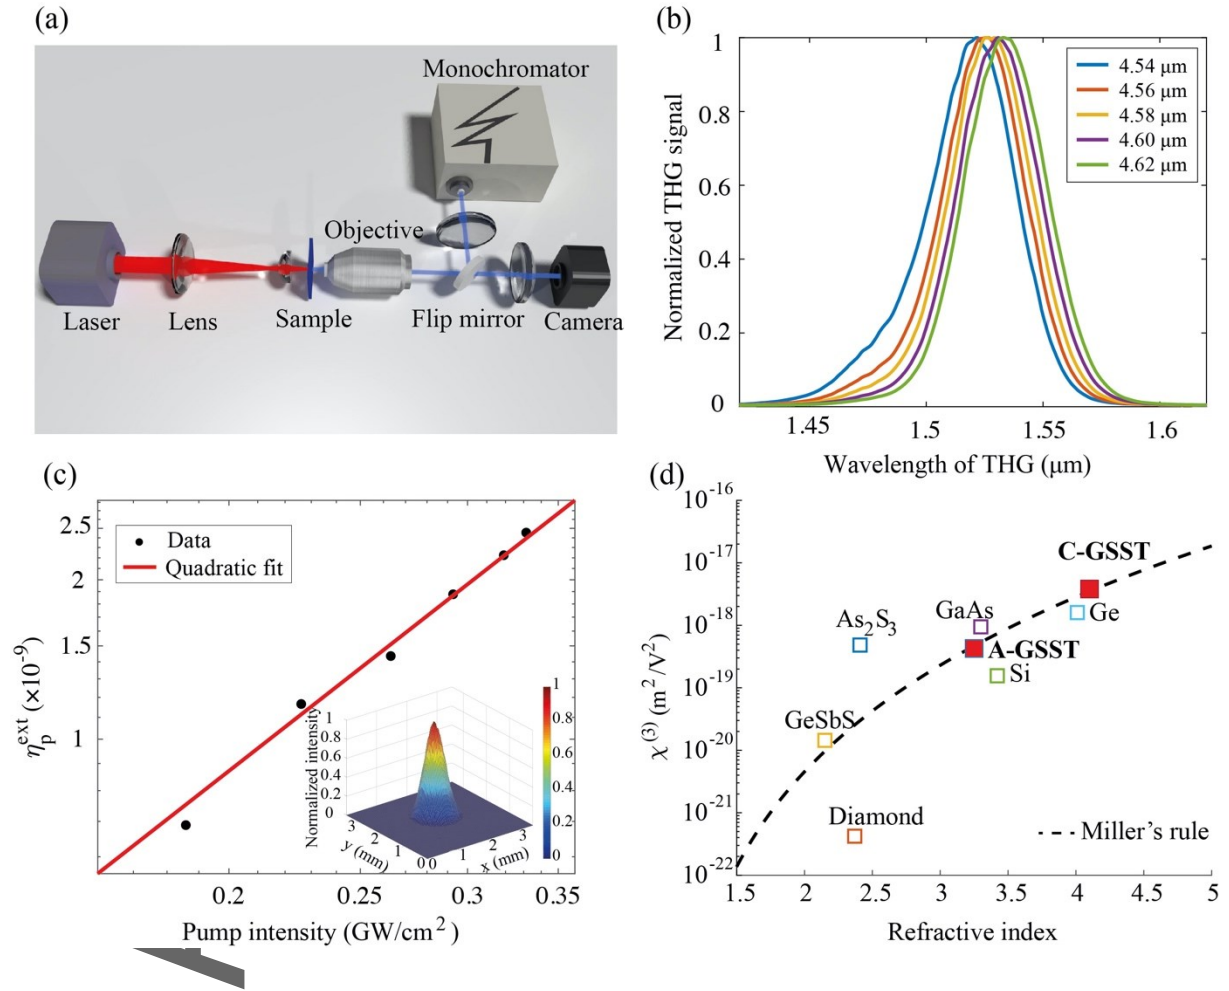 (a)
Monochromator
Objective
Laser
Lens
Sample
Flip mirror
Camera
(b)
Normalized THG signal
1
0.8
0.6
0.4
0.2
0
4.54 μm
4.56 μm
4.58 μm
4.60 μm
4.62 μm
1.45
1.5
1.55
1.6
Wavelength of THG (μm)
(c)
η_p^ext (×10^-9)
2.5
2
1.5
1
Data
Quadratic fit
Normalized intensity
1
0.8
0.6
0.4
0.2
0
3
2
1
0
y (mm)
0
1
2
3
x (mm)
1
0.8
0.6
0.4
0.2
0
0.2
0.25
0.3
0.35
Pump intensity (GW/cm²)
(d)
χ^(3) (m²/V²)
10^-16
10^-17
10^-18
10^-19
10^-20
10^-21
10^-22
C-GSST
GaAs
Ge
As₂S₃
A-GSST
Si
GeSbS
Diamond
Miller’s rule
1.5
2
2.5
3
3.5
4
4.5
5
Refractive index